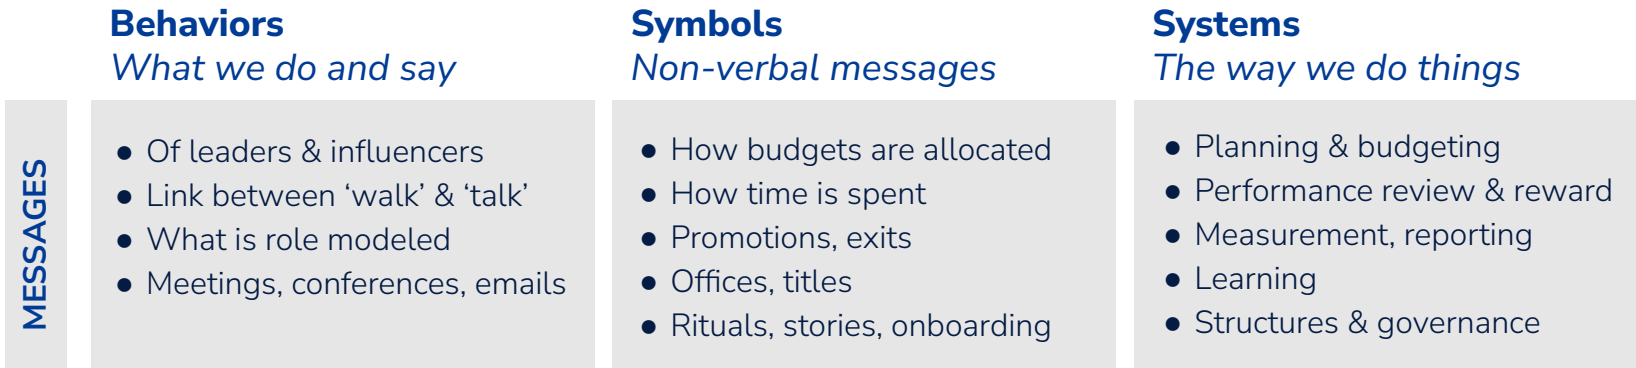 Behaviors
What we do and say
Symbols
Non-verbal messages
Systems
The way we do things
MESSAGES
● Of leaders & influencers
● Link between ‘walk’ & ‘talk’
● What is role modeled
● Meetings, conferences, emails
● How budgets are allocated
● How time is spent
● Promotions, exits
● Offices, titles
● Rituals, stories, onboarding
● Planning & budgeting
● Performance review & reward
● Measurement, reporting
● Learning
● Structures & governance